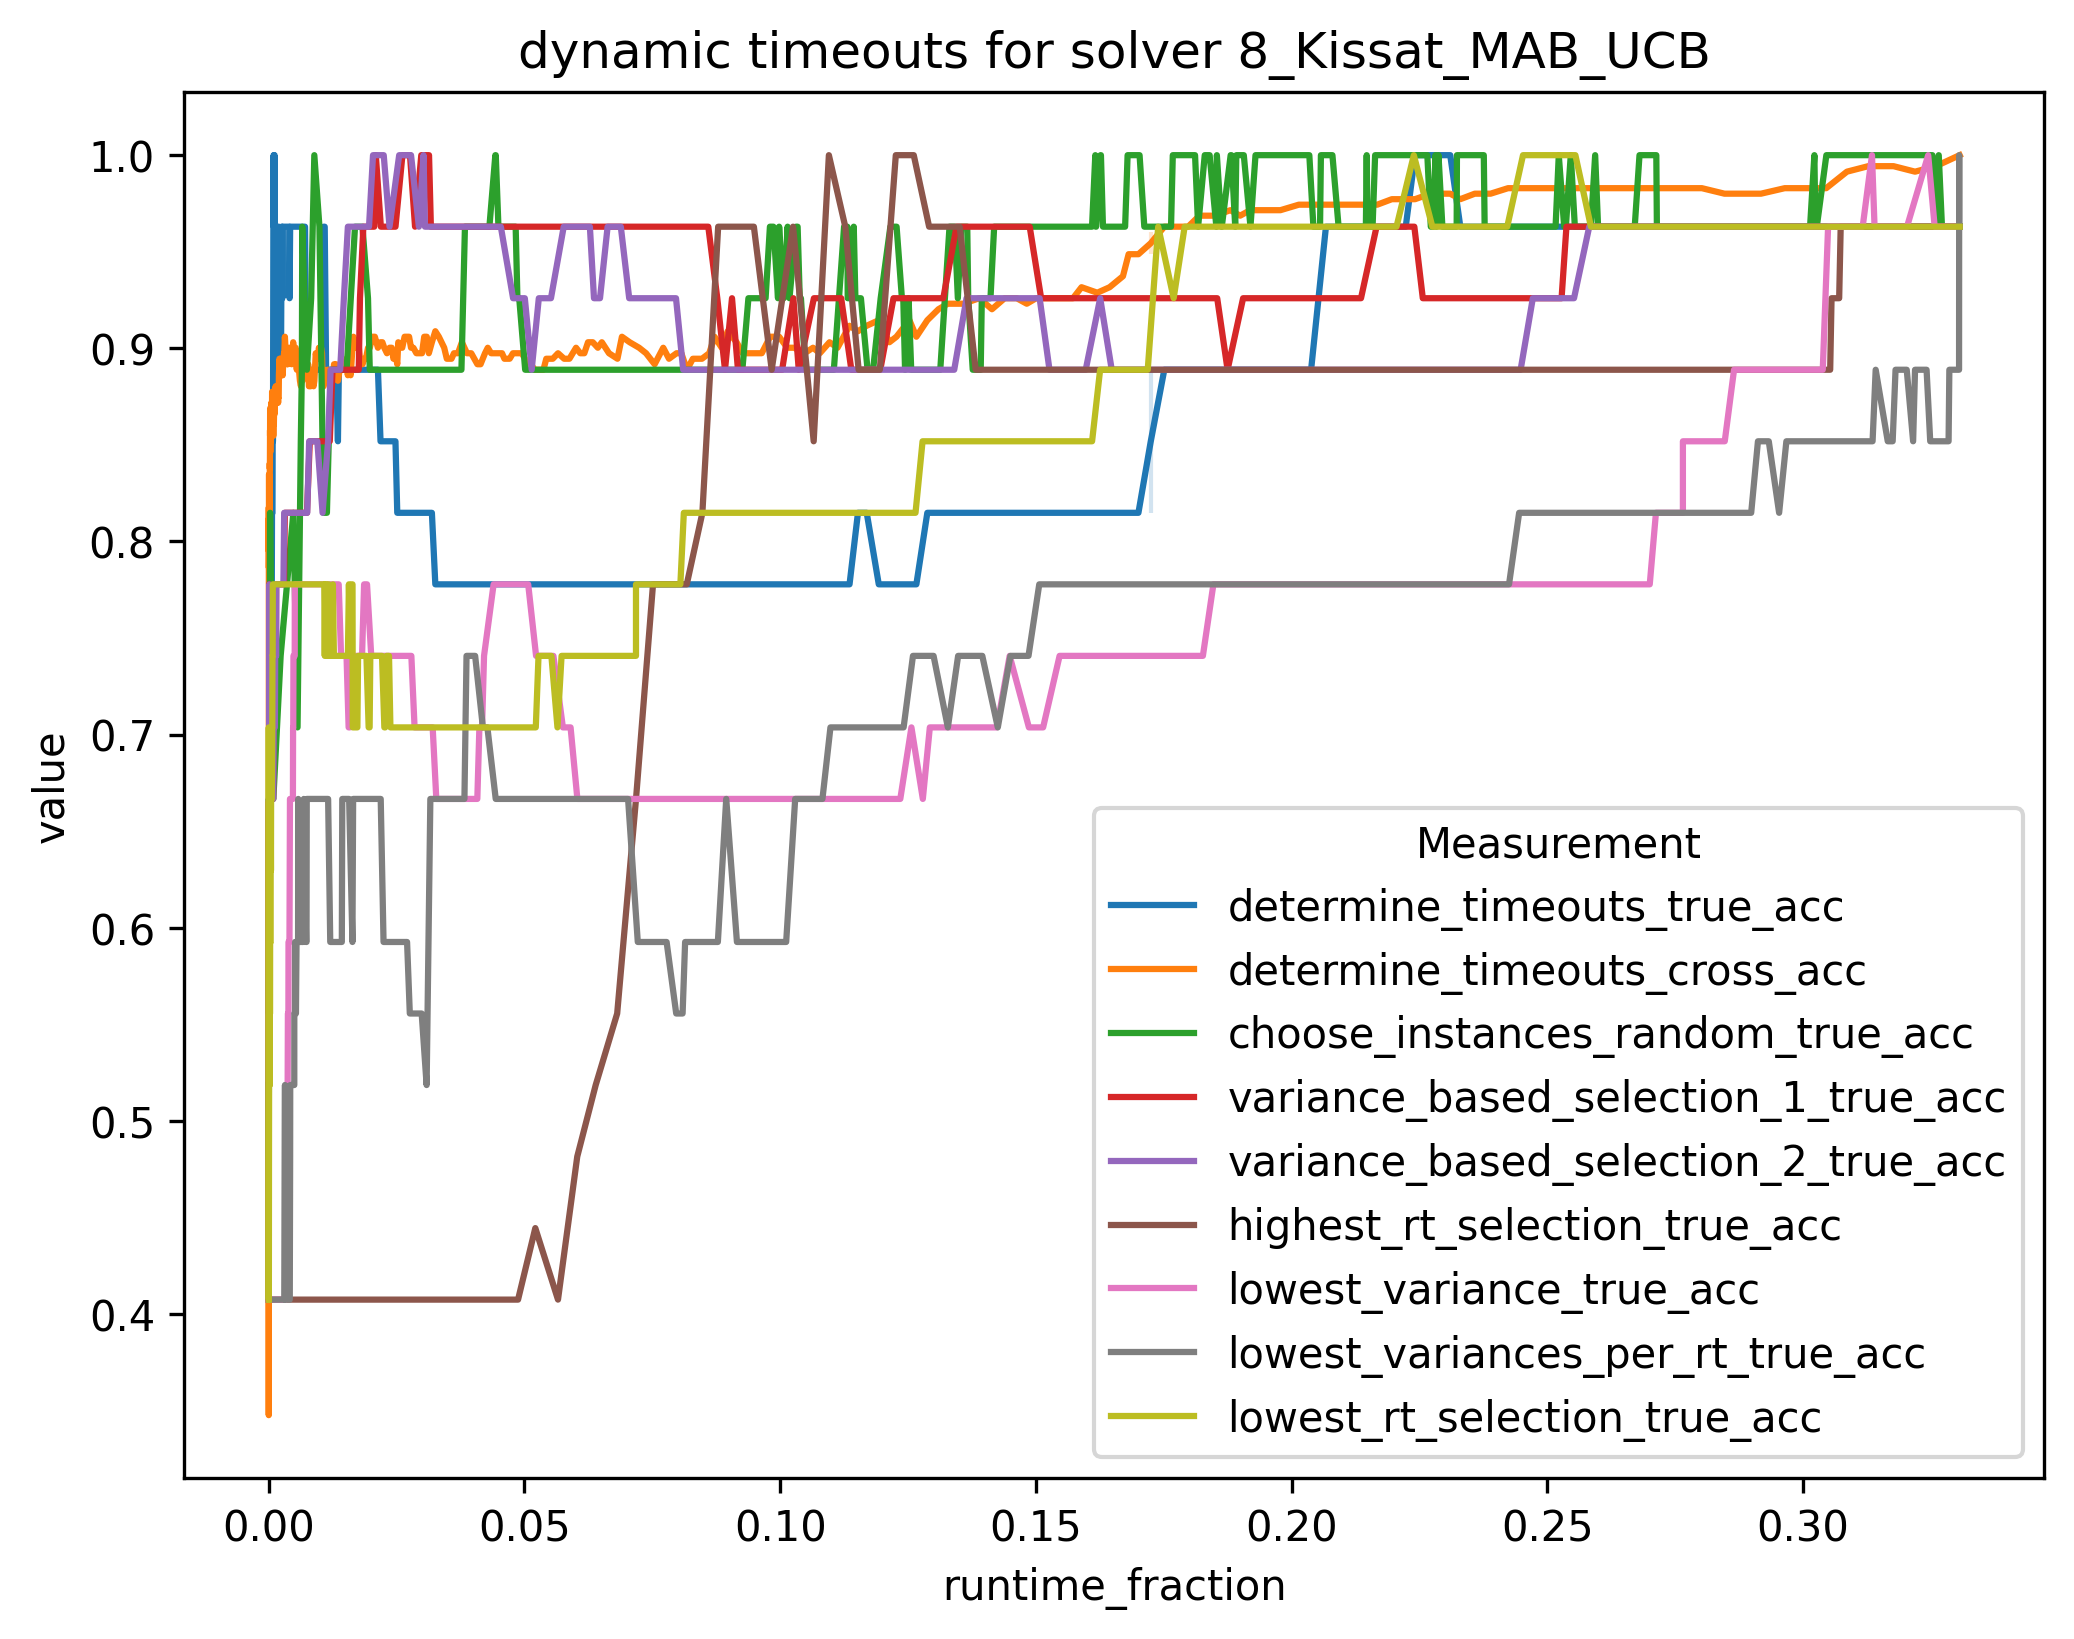 dynamic timeouts for solver 8_Kissat_MAB_UCB
value
1.0
0.9
0.8
0.7
0.6
0.5
0.4
Measurement
determine_timeouts_true_acc
determine_timeouts_cross_acc
choose_instances_random_true_acc
variance_based_selection_1_true_acc
variance_based_selection_2_true_acc
highest_rt_selection_true_acc
lowest_variance_true_acc
lowest_variances_per_rt_true_acc
lowest_rt_selection_true_acc
0.00 0.05 0.10 0.15 0.20 0.25 0.30
runtime_fraction